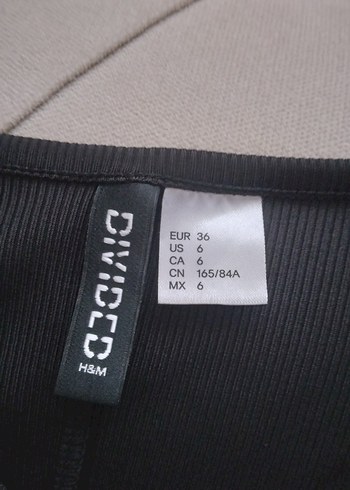 DIVIDED
H&M
EUR 36
US 6
CA 6
CN 165/84A
MX 6